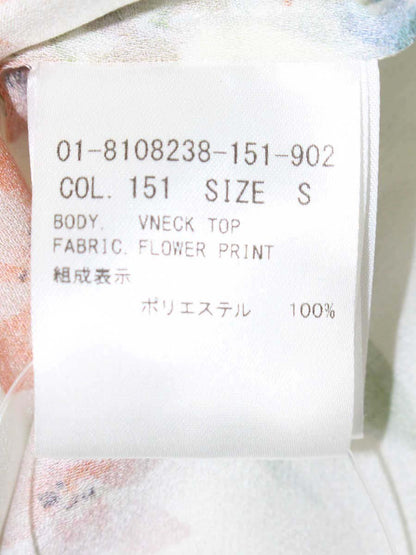 01-8108238-151-902
COL. 151 SIZE S
BODY. VNECK TOP
FABRIC. FLOWER PRINT
組成表示
ポリエステル 100%